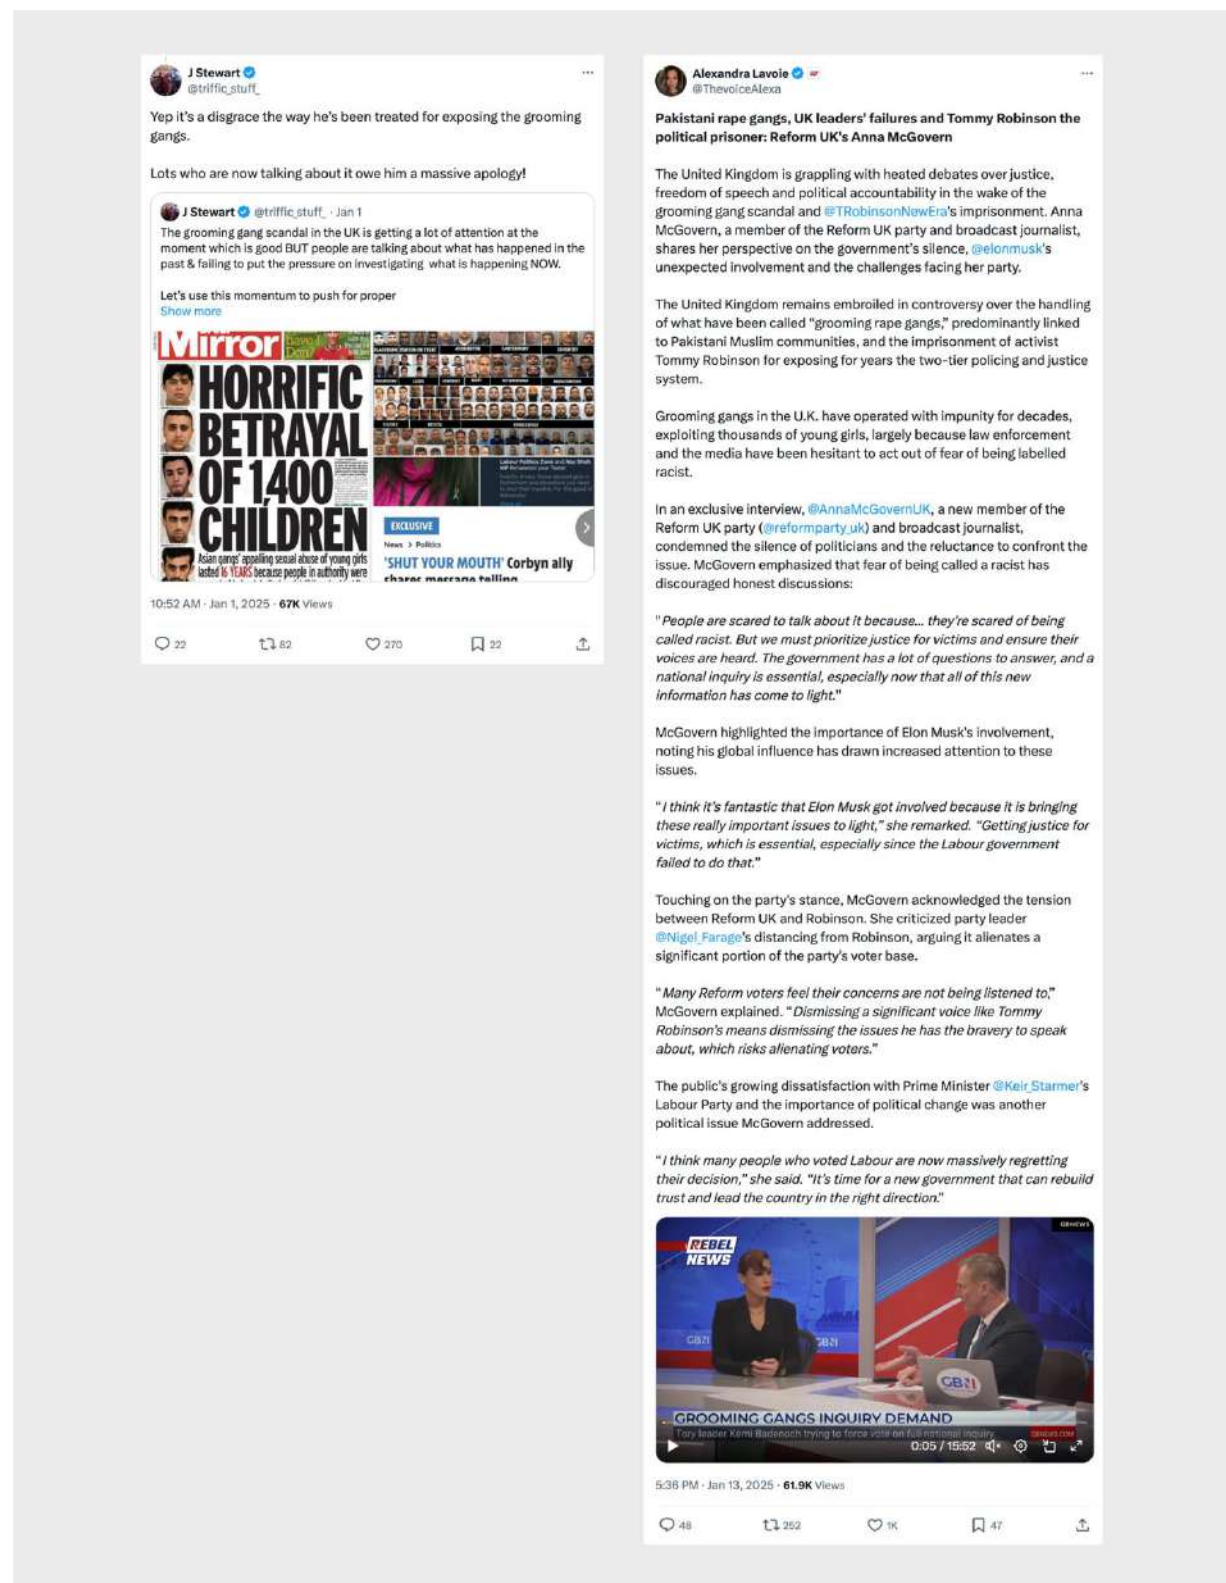 J Stewart
@triffic_stuff_
Yep it's a disgrace the way he's been treated for exposing the grooming
gangs.
Lots who are now talking about it owe him a massive apology!
J Stewart @triffic_stuff_ · Jan 1
The grooming gang scandal in the UK is getting a lot of attention at the
moment which is good BUT people are talking about what has happened in the
past & failing to put the pressure on investigating what is happening NOW.
Let's use this momentum to push for proper
Show more
Mirror
HORRIFIC
BETRAYAL
OF 1,400
CHILDREN
Asian gangs' appalling sexual abuse of young girls
lasted 16 YEARS because people in authority were
EXCLUSIVE
News > Politics
'SHUT YOUR MOUTH' Corbyn ally
shares message telling
10:52 AM · Jan 1, 2025 · 67K Views
22 82 270 22
Alexandra Lavoie
@ThevoiceAlexa
Pakistani rape gangs, UK leaders' failures and Tommy Robinson the
political prisoner: Reform UK's Anna McGovern
The United Kingdom is grappling with heated debates over justice,
freedom of speech and political accountability in the wake of the
grooming gang scandal and @TRobinsonNewEra's imprisonment. Anna
McGovern, a member of the Reform UK party and broadcast journalist,
shares her perspective on the government's silence, @elonmusk's
unexpected involvement and the challenges facing her party.
The United Kingdom remains embroiled in controversy over the handling
of what have been called "grooming rape gangs," predominantly linked
to Pakistani Muslim communities, and the imprisonment of activist
Tommy Robinson for exposing for years the two-tier policing and justice
system.
Grooming gangs in the U.K. have operated with impunity for decades,
exploiting thousands of young girls, largely because law enforcement
and the media have been hesitant to act out of fear of being labelled
racist.
In an exclusive interview, @AnnaMcGovernUK, a new member of the
Reform UK party (@reformparty_uk) and broadcast journalist,
condemned the silence of politicians and the reluctance to confront the
issue. McGovern emphasized that fear of being called a racist has
discouraged honest discussions:
"People are scared to talk about it because... they're scared of being
called racist. But we must prioritize justice for victims and ensure their
voices are heard. The government has a lot of questions to answer, and a
national inquiry is essential, especially now that all of this new
information has come to light."
McGovern highlighted the importance of Elon Musk's involvement,
noting his global influence has drawn increased attention to these
issues.
"I think it's fantastic that Elon Musk got involved because it is bringing
these really important issues to light," she remarked. "Getting justice for
victims, which is essential, especially since the Labour government
failed to do that."
Touching on the party's stance, McGovern acknowledged the tension
between Reform UK and Robinson. She criticized party leader
@Nigel_Farage's distancing from Robinson, arguing it alienates a
significant portion of the party's voter base.
"Many Reform voters feel their concerns are not being listened to,"
McGovern explained. "Dismissing a significant voice like Tommy
Robinson's means dismissing the issues he has the bravery to speak
about, which risks alienating voters."
The public's growing dissatisfaction with Prime Minister @Keir_Starmer's
Labour Party and the importance of political change was another
political issue McGovern addressed.
"I think many people who voted Labour are now massively regretting
their decision," she said. "It's time for a new government that can rebuild
trust and lead the country in the right direction."
GBNEWS
REBEL
NEWS
GBN
GROOMING GANGS INQUIRY DEMAND
Tory leader Kemi Badenoch trying to force vote on full national inquiry
GBNEWS.COM
0:05 / 15:52
5:36 PM · Jan 13, 2025 · 61.9K Views
48 252 1K 47